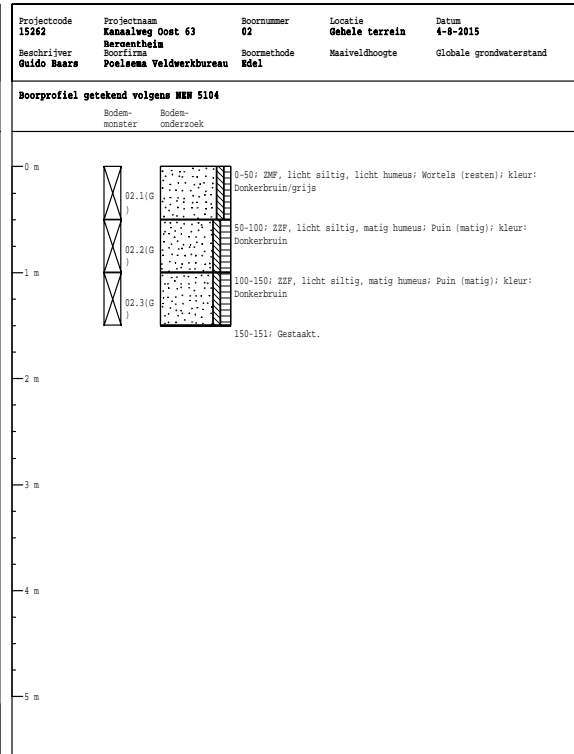 Projectcode Projectnaam Boornummer Locatie Datum
15262 Kanaalweg Oost 63 02 Gehele terrein 4-8-2015
Bergentheim
Beschrijver Boorfirma Boormethode Maaiveldhoogte Globale grondwaterstand
Guido Baars Poelsema Veldwerkbureau Edel
Boorprofiel getekend volgens NEN 5104
Bodem- Bodem-
monster onderzoek
0 m
02.1(G
)
0-50; ZMF, licht siltig, licht humeus; Wortels (resten); kleur:
Donkerbruin/grijs
02.2(G
)
50-100; ZZF, licht siltig, matig humeus; Puin (matig); kleur:
Donkerbruin
1 m
02.3(G
)
100-150; ZZF, licht siltig, matig humeus; Puin (matig); kleur:
Donkerbruin
150-151; Gestaakt.
2 m
3 m
4 m
5 m